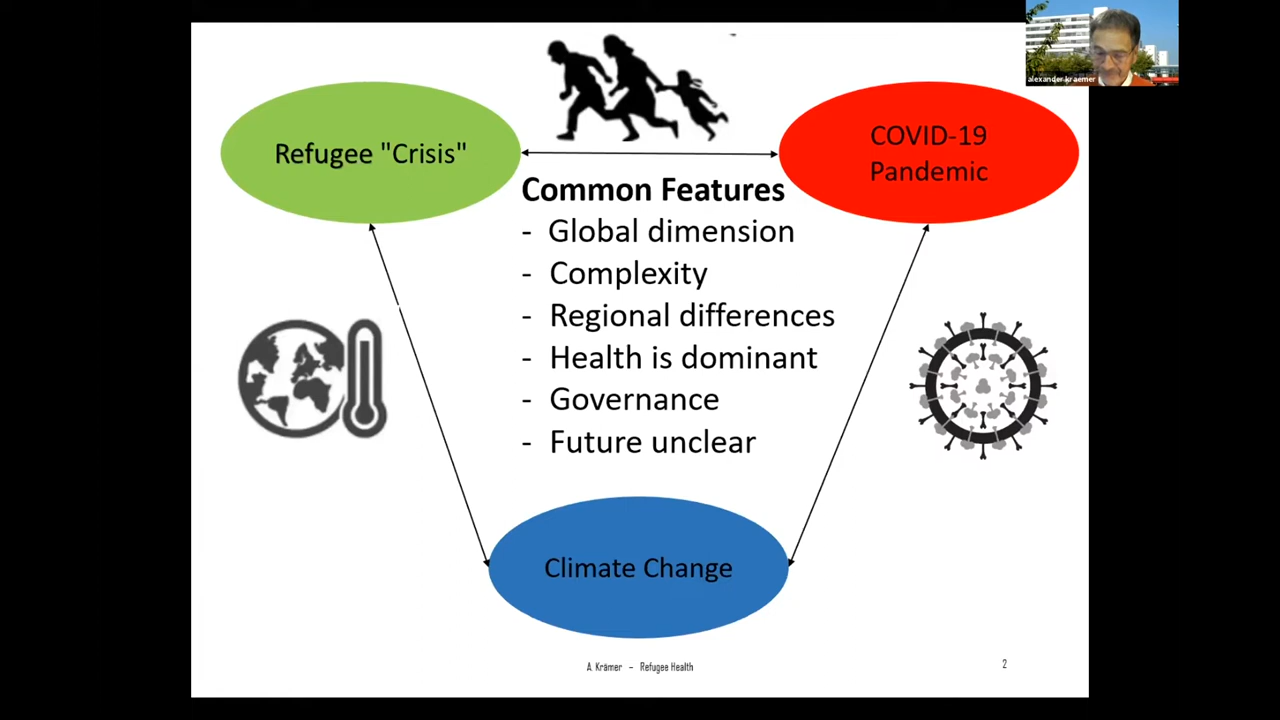 alexander kraemer
Refugee "Crisis"
COVID-19
Pandemic
Common Features
- Global dimension
- Complexity
- Regional differences
- Health is dominant
- Governance
- Future unclear
Climate Change
A. Krämer – Refugee Health
2